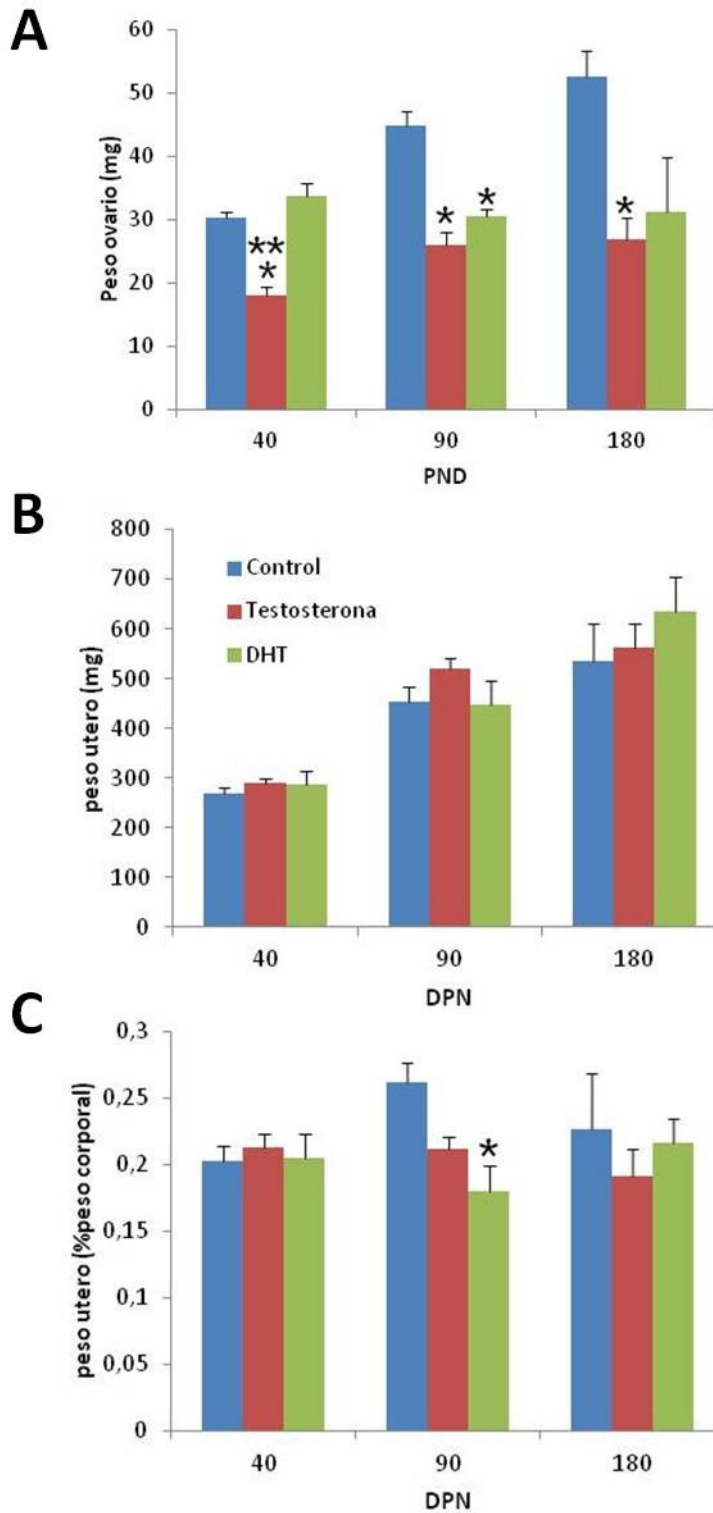 A
Peso ovario (mg)
60
50
40
30
20
10
0
**
*
*
*
*
40 90 180
PND
B
peso utero (mg)
800
700
600
500
400
300
200
100
0
Control
Testosterona
DHT
40 90 180
DPN
C
peso utero (%peso corporal)
0,3
0,25
0,2
0,15
0,1
0,05
0
*
40 90 180
DPN